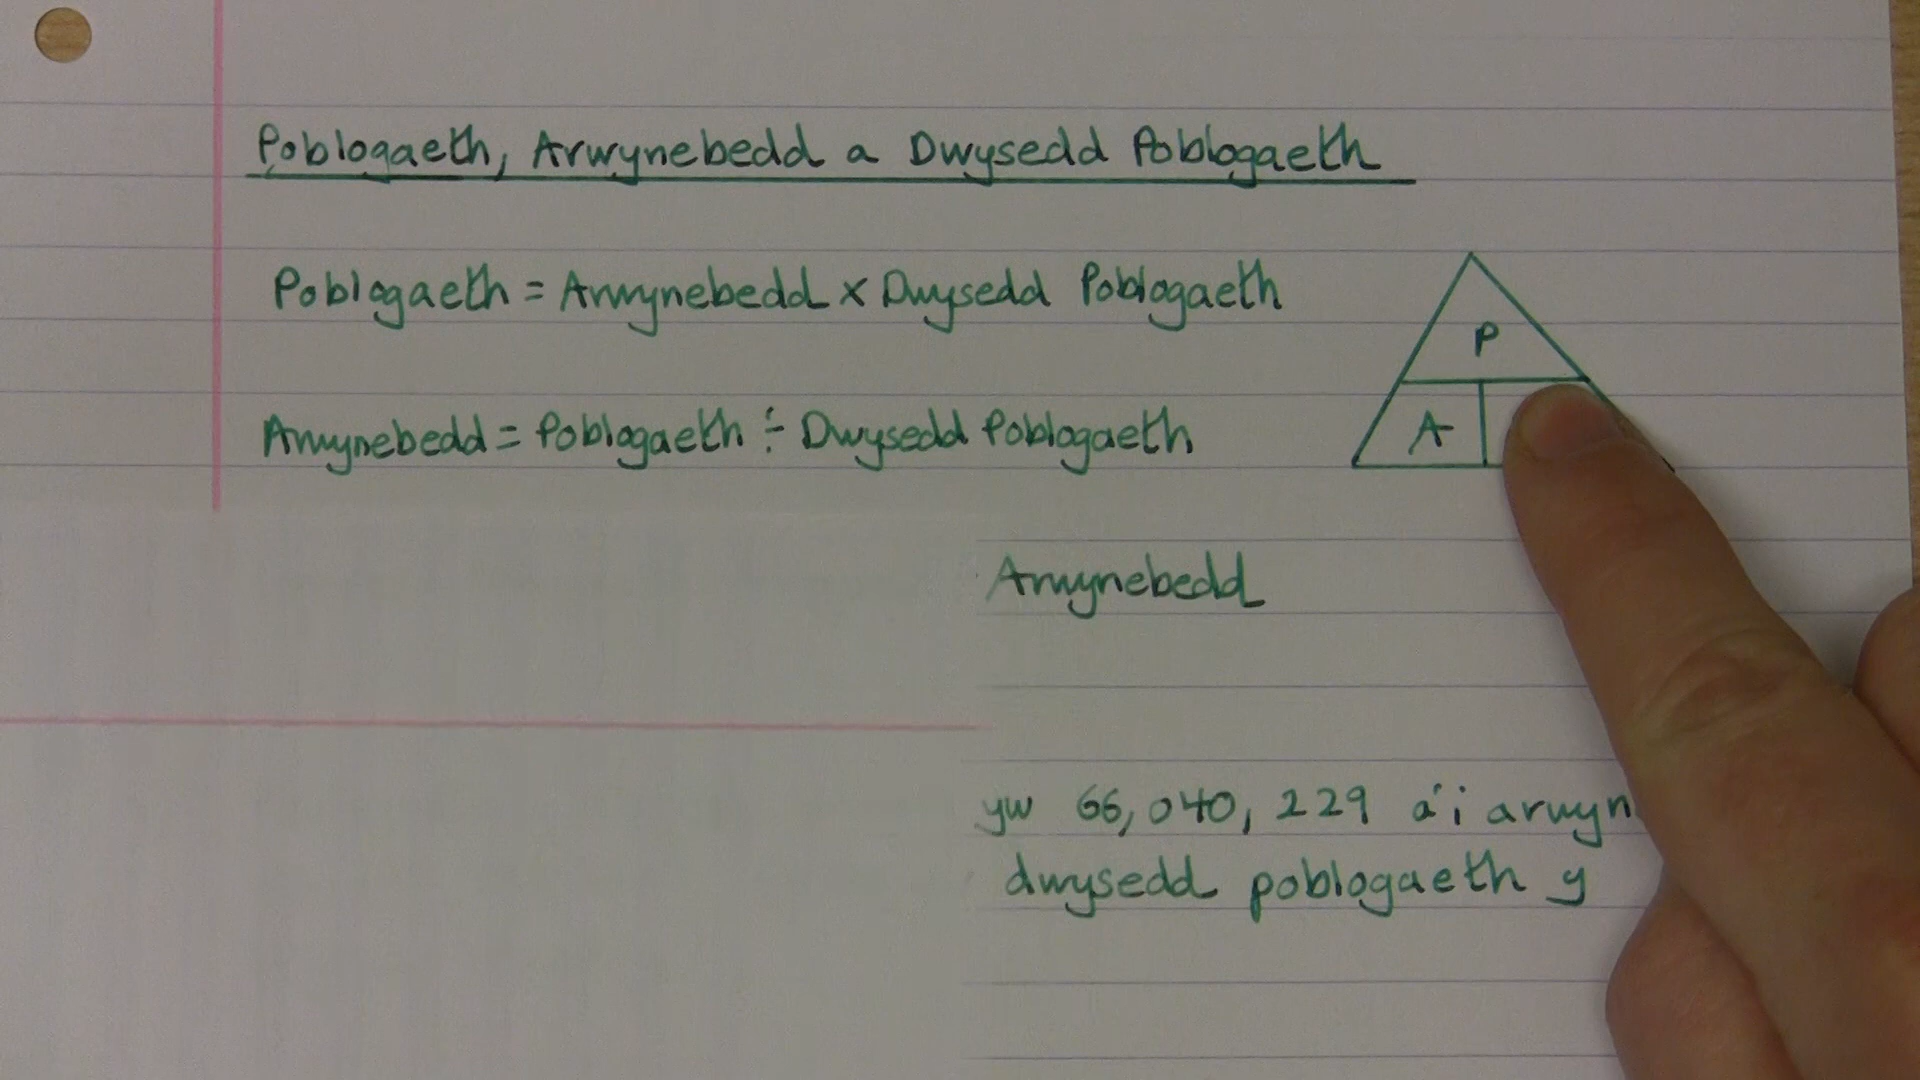 Poblogaeth, Arwynebedd a Dwysedd Poblogaeth
Poblogaeth = Arwynebedd x Dwysedd Poblogaeth
P
Arwynebedd = Poblogaeth ÷ Dwysedd Poblogaeth
A
Arwynebedd
yw 66,040,229 a'i arwyn
dwysedd poblogaeth y